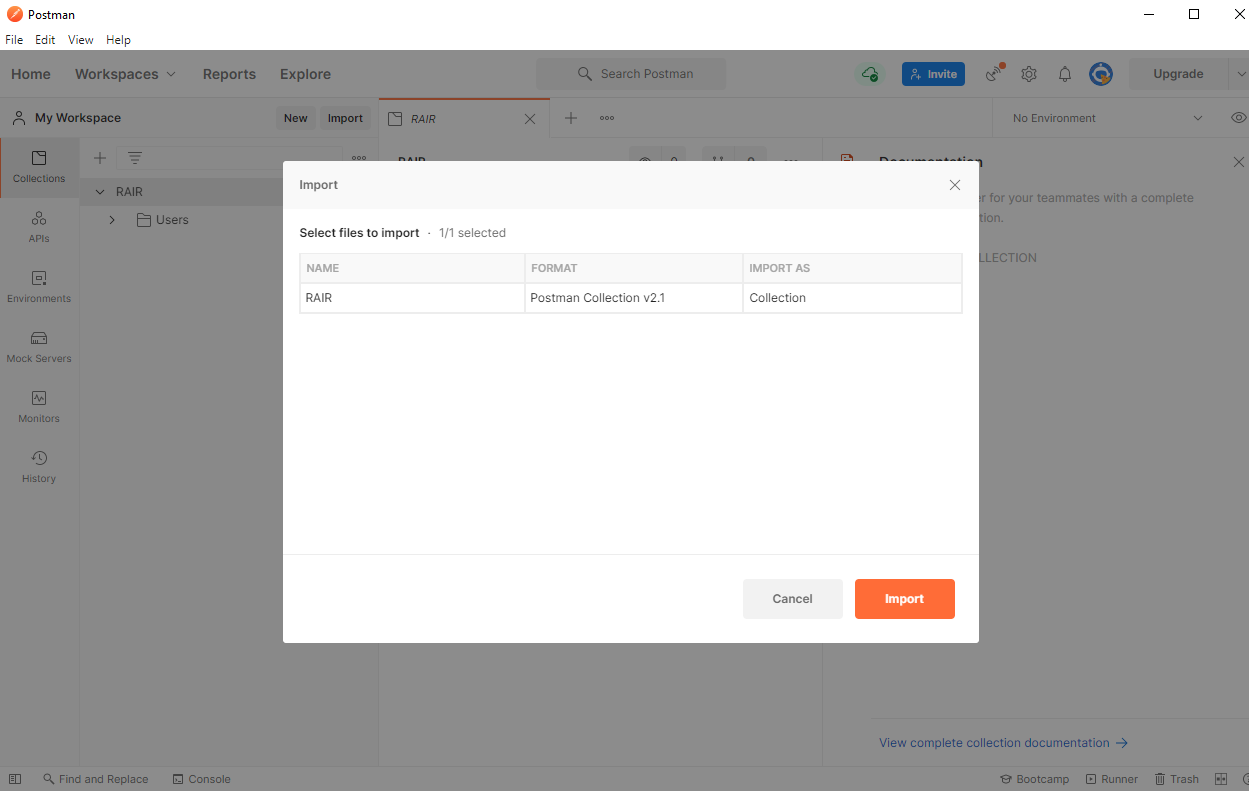 Postman
File Edit View Help
Home Workspaces Reports Explore Search Postman Invite Upgrade
My Workspace New Import RAIR No Environment
Collections
APIs
Environments
Mock Servers
Monitors
History
RAIR
Users
RAIR
Documentation
r for your teammates with a complete
tion.
LLECTION
Import
Select files to import · 1/1 selected
NAME FORMAT IMPORT AS
RAIR Postman Collection v2.1 Collection
Cancel Import
View complete collection documentation →
Find and Replace Console Bootcamp Runner Trash